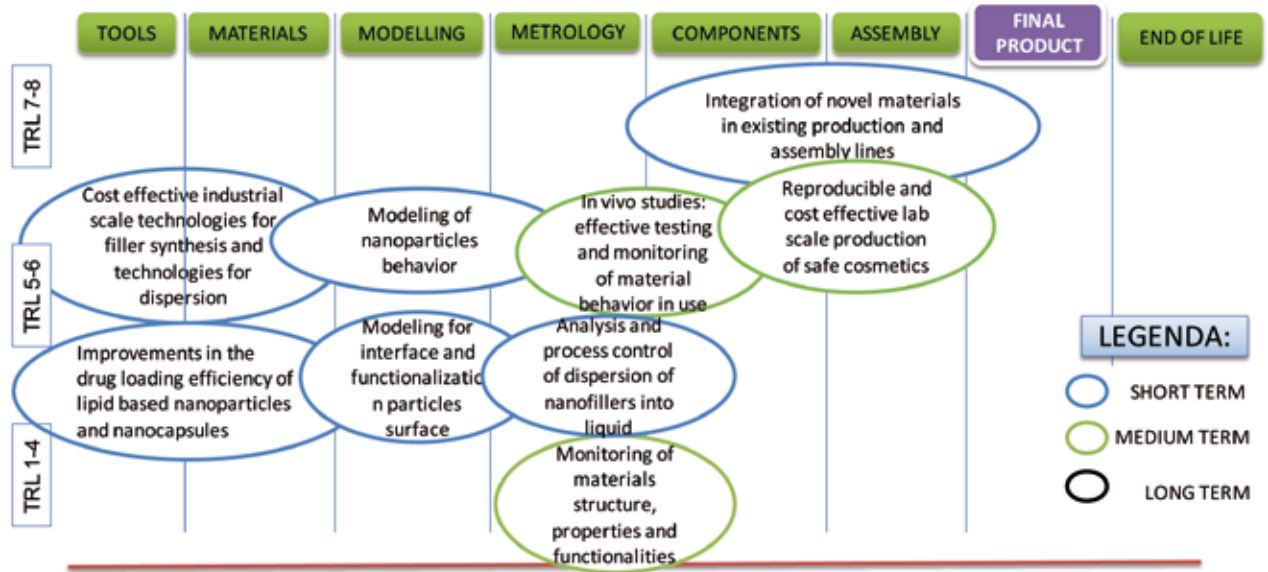 TOOLS
MATERIALS
MODELLING
METROLOGY
COMPONENTS
ASSEMBLY
FINAL
PRODUCT
END OF LIFE
TRL 7-8
Integration of novel materials
in existing production and
assembly lines
TRL 5-6
Cost effective industrial
scale technologies for
filler synthesis and
technologies for
dispersion
Modeling of
nanoparticles
behavior
In vivo studies:
effective testing
and monitoring
of material
behavior in use
Reproducible and
cost effective lab
scale production
of safe cosmetics
TRL 1-4
Improvements in the
drug loading efficiency of
lipid based nanoparticles
and nanocapsules
Modeling for
interface and
functionalizatio
n particles
surface
Analysis and
process control
of dispersion of
nanofillers into
liquid
Monitoring of
materials
structure,
properties and
functionalities
LEGENDA:
SHORT TERM
MEDIUM TERM
LONG TERM